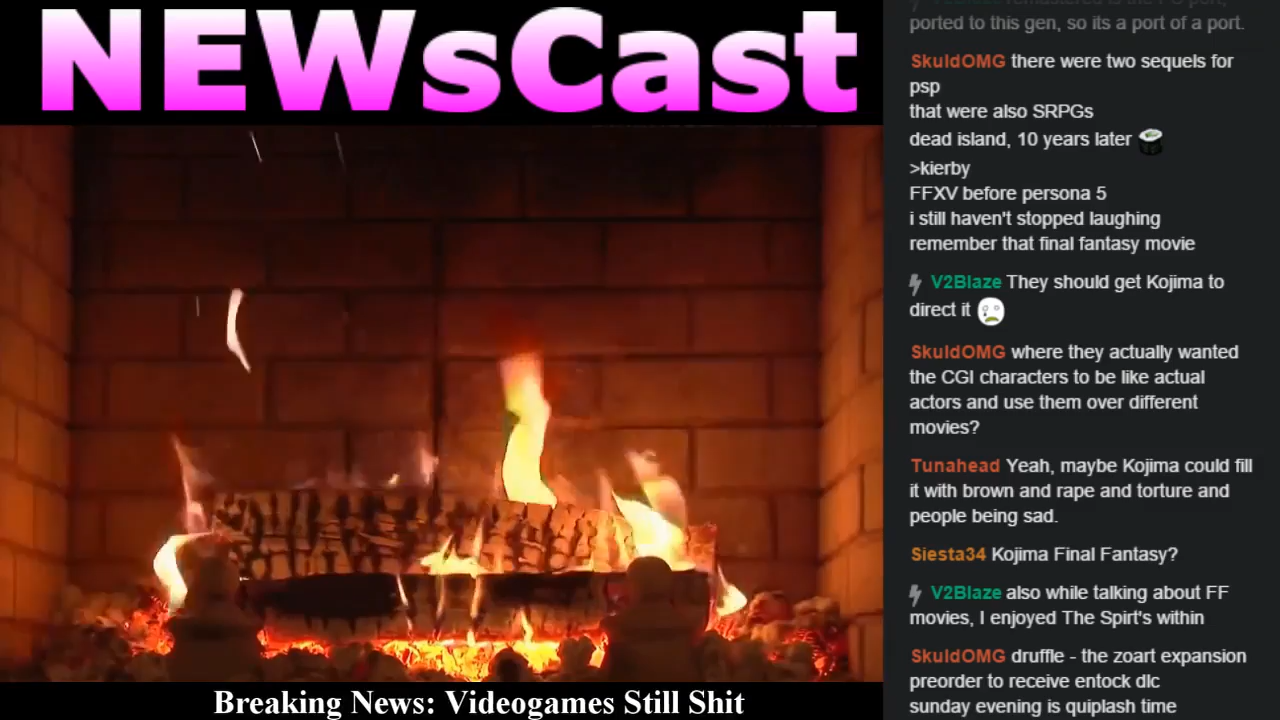 NEWsCast
ported to this gen, so its a port of a port.
SkuldOMG there were two sequels for
psp
that were also SRPGs
dead island, 10 years later
>kierby
FFXV before persona 5
i still haven't stopped laughing
remember that final fantasy movie
V2Blaze They should get Kojima to
direct it
SkuldOMG where they actually wanted
the CGI characters to be like actual
actors and use them over different
movies?
Tunahead Yeah, maybe Kojima could fill
it with brown and rape and torture and
people being sad.
Siesta34 Kojima Final Fantasy?
V2Blaze also while talking about FF
movies, I enjoyed The Spirt's within
SkuldOMG druffle - the zoart expansion
preorder to receive entock dlc
sunday evening is quiplash time
Breaking News: Videogames Still Shit